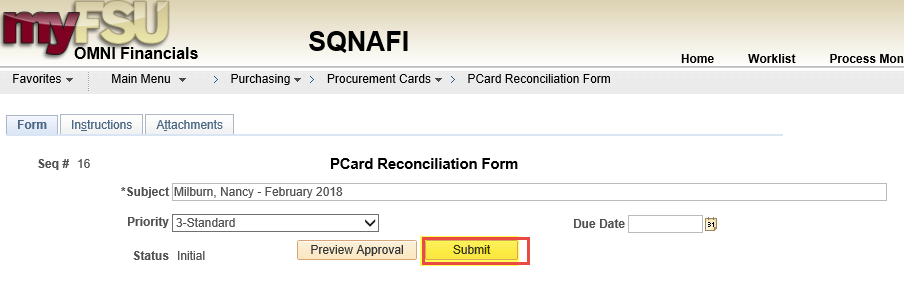 myFSU
OMNI Financials
SQNAFI
Home Worklist Process Mon
Favorites Main Menu Purchasing Procurement Cards PCard Reconciliation Form
Form Instructions Attachments
Seq # 16 PCard Reconciliation Form
*Subject Milburn, Nancy - February 2018
Priority 3-Standard Due Date 31
Status Initial Preview Approval Submit